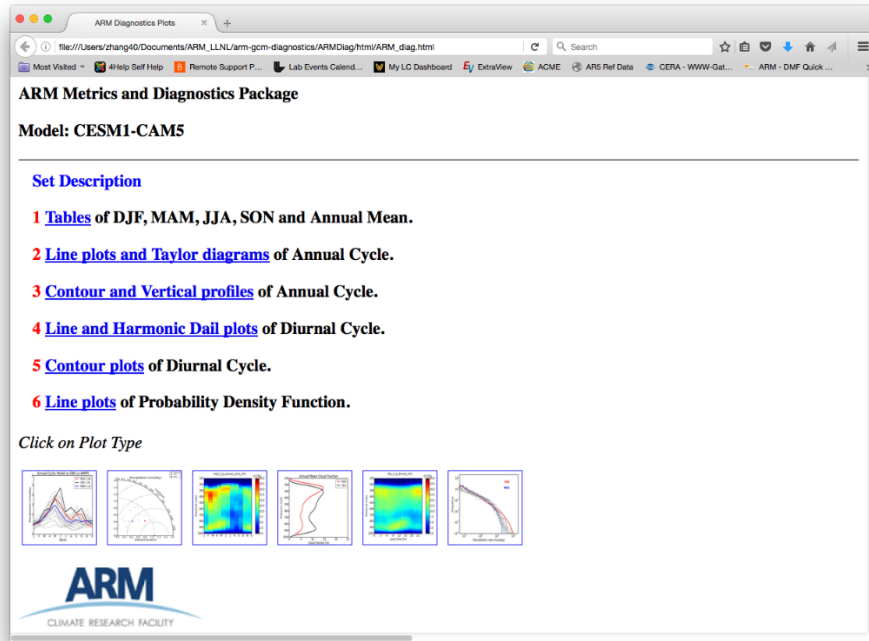 ARM Diagnostics Plots × +
file:///Users/zhang40/Documents/ARM_LLNL/arm-gcm-diagnostics/ARMDiag/html/ARM_diag.html Search
Most Visited 4Help Self Help Remote Support P... Lab Events Calend... My LC Dashboard ExtraView ACME AR5 Ref Data CERA - WWW-Gat... ARM - DMF Quick ...
ARM Metrics and Diagnostics Package
Model: CESM1-CAM5
Set Description
1 Tables of DJF, MAM, JJA, SON and Annual Mean.
2 Line plots and Taylor diagrams of Annual Cycle.
3 Contour and Vertical profiles of Annual Cycle.
4 Line and Harmonic Dail plots of Diurnal Cycle.
5 Contour plots of Diurnal Cycle.
6 Line plots of Probability Density Function.
Click on Plot Type
ARM
CLIMATE RESEARCH FACILITY